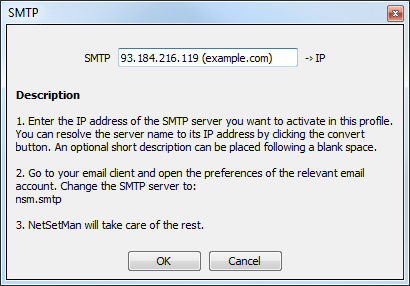 SMTP
SMTP 93.184.216.119 (example.com) -> IP
Description
1. Enter the IP address of the SMTP server you want to activate in this profile.
You can resolve the server name to its IP address by clicking the convert
button. An optional short description can be placed following a blank space.
2. Go to your email client and open the preferences of the relevant email
account. Change the SMTP server to:
nsm.smtp
3. NetSetMan will take care of the rest.
OK Cancel